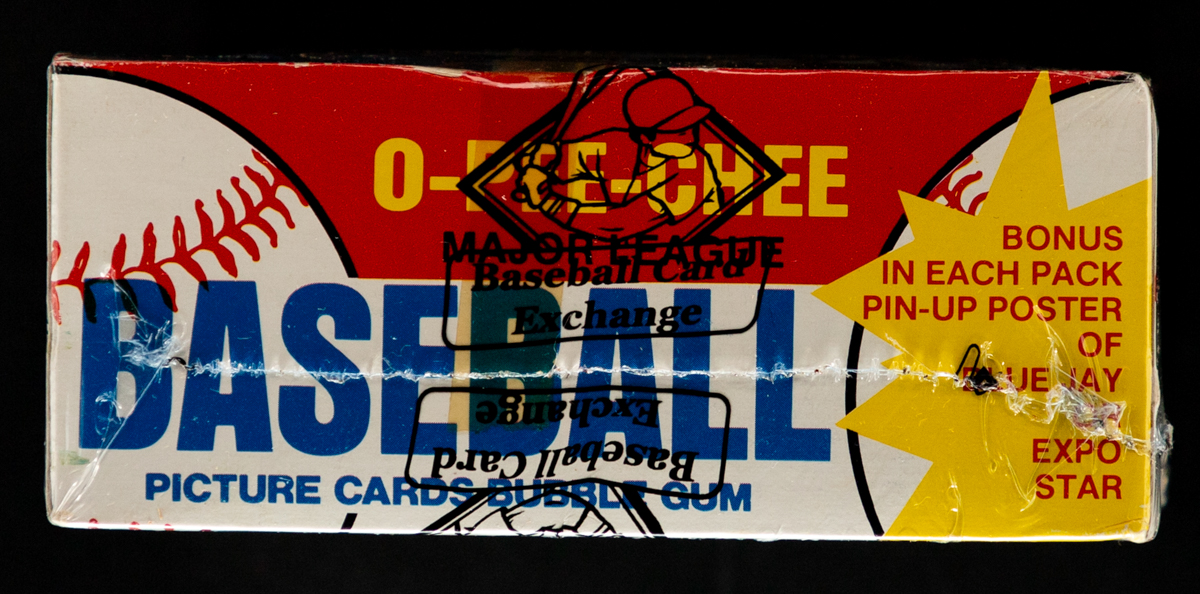 O-PEE-CHEE
MAJOR LEAGUE
Baseball Card
Exchange
BASEBALL
Exchange
Baseball Card
PICTURE CARDS BUBBLE GUM
BONUS
IN EACH PACK
PIN-UP POSTER
OF
BLUE JAY
EXPO
STAR